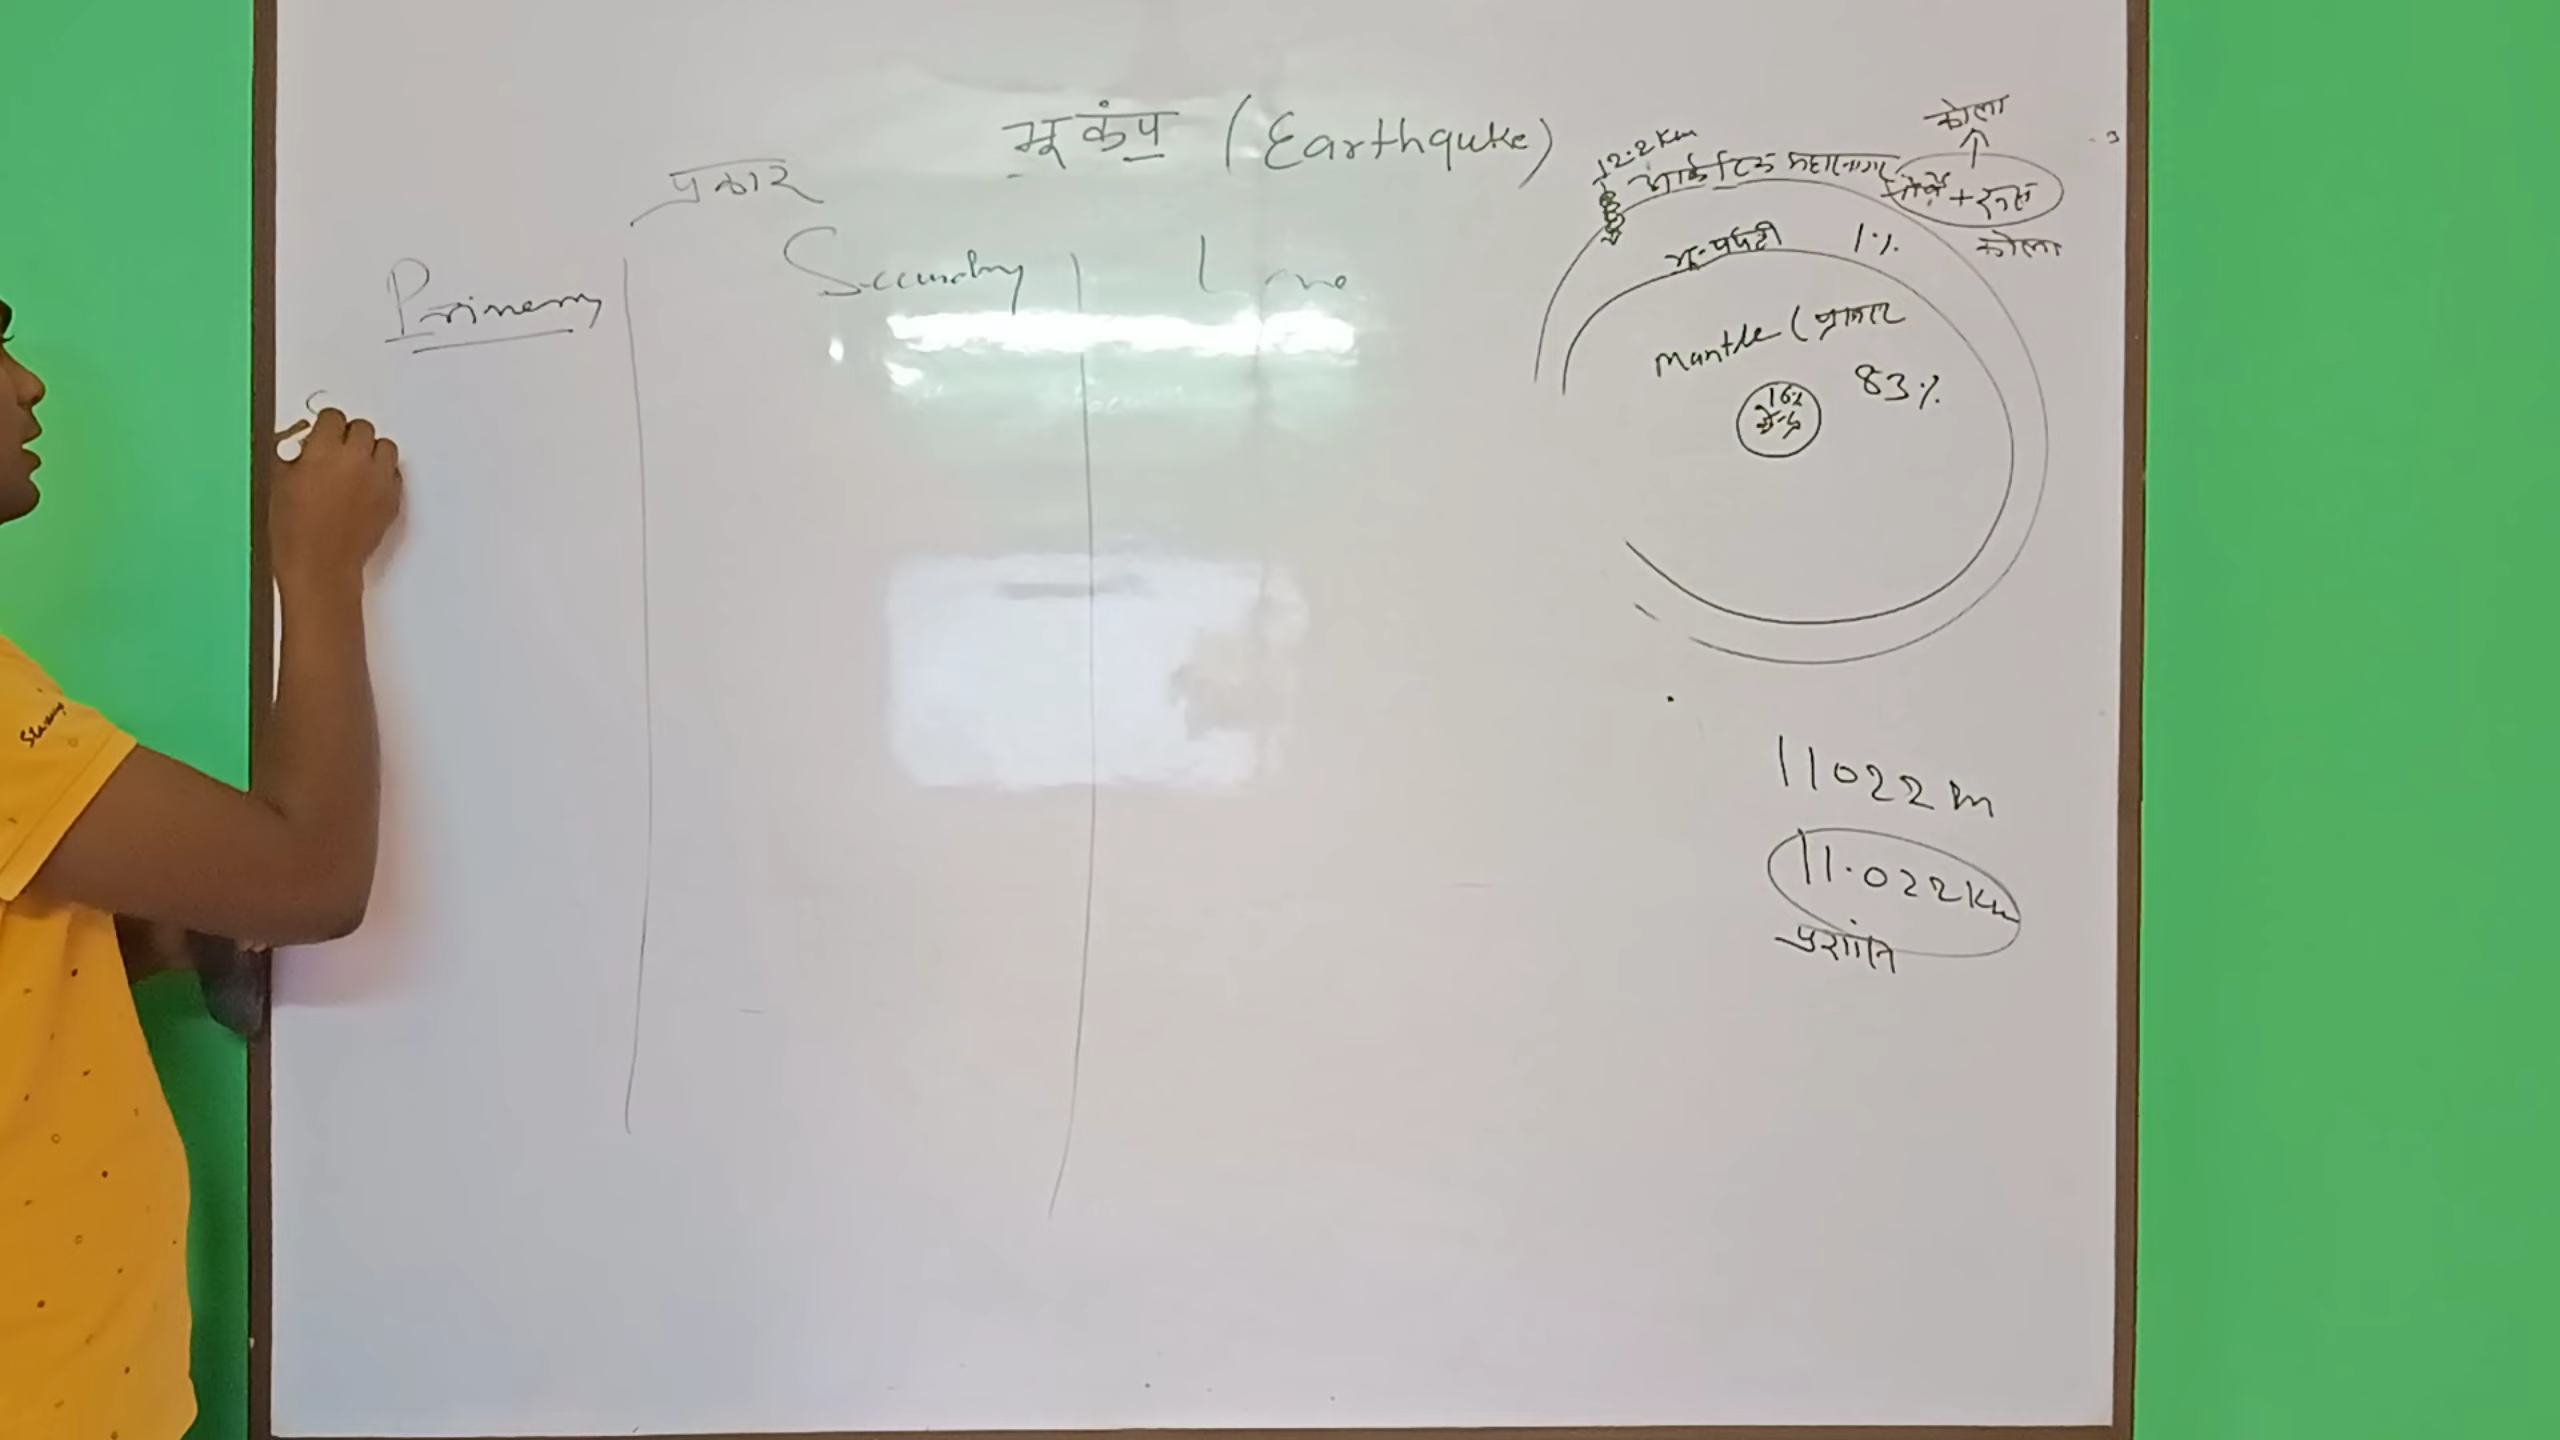 भूकंप (Earthquke)
प्रकार
Primary
Secundry
12.2 Km
आर्कटिक महासागर
कोला
नार्वे + रूस
कोला
भू-पर्पटी 1%
Mantle (प्रावार
83%
16%
11022 m
11.022 Km
प्रशांत